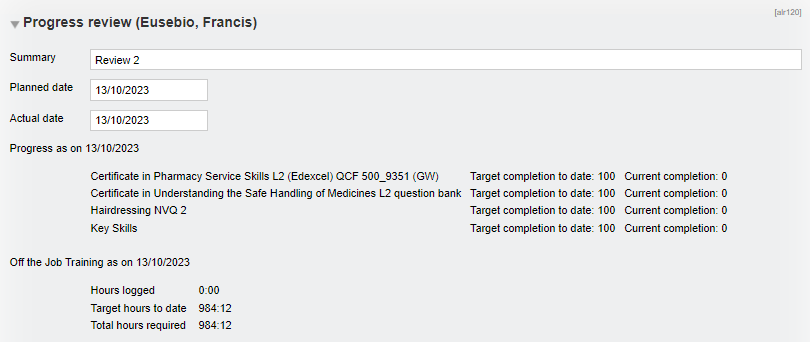 [alr120]
Progress review (Eusebio, Francis)
Summary Review 2
Planned date 13/10/2023
Actual date 13/10/2023
Progress as on 13/10/2023
Certificate in Pharmacy Service Skills L2 (Edexcel) QCF 500_9351 (GW) Target completion to date: 100 Current completion: 0
Certificate in Understanding the Safe Handling of Medicines L2 question bank Target completion to date: 100 Current completion: 0
Hairdressing NVQ 2 Target completion to date: 100 Current completion: 0
Key Skills Target completion to date: 100 Current completion: 0
Off the Job Training as on 13/10/2023
Hours logged 0:00
Target hours to date 984:12
Total hours required 984:12